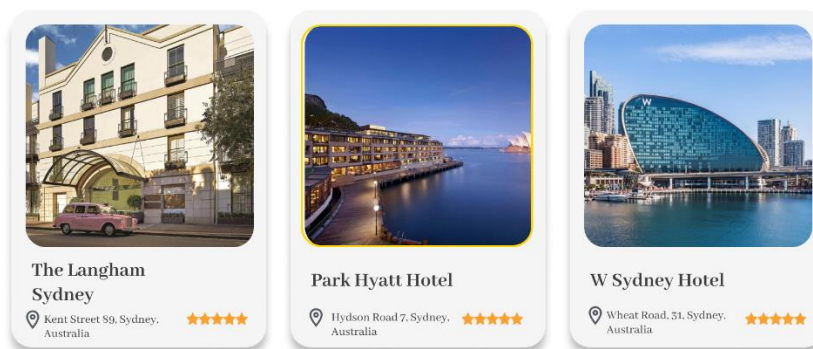 The Langham
Sydney
Kent Street 89, Sydney,
Australia
Park Hyatt Hotel
Hydson Road 7, Sydney,
Australia
W
W Sydney Hotel
Wheat Road, 31, Sydney,
Australia